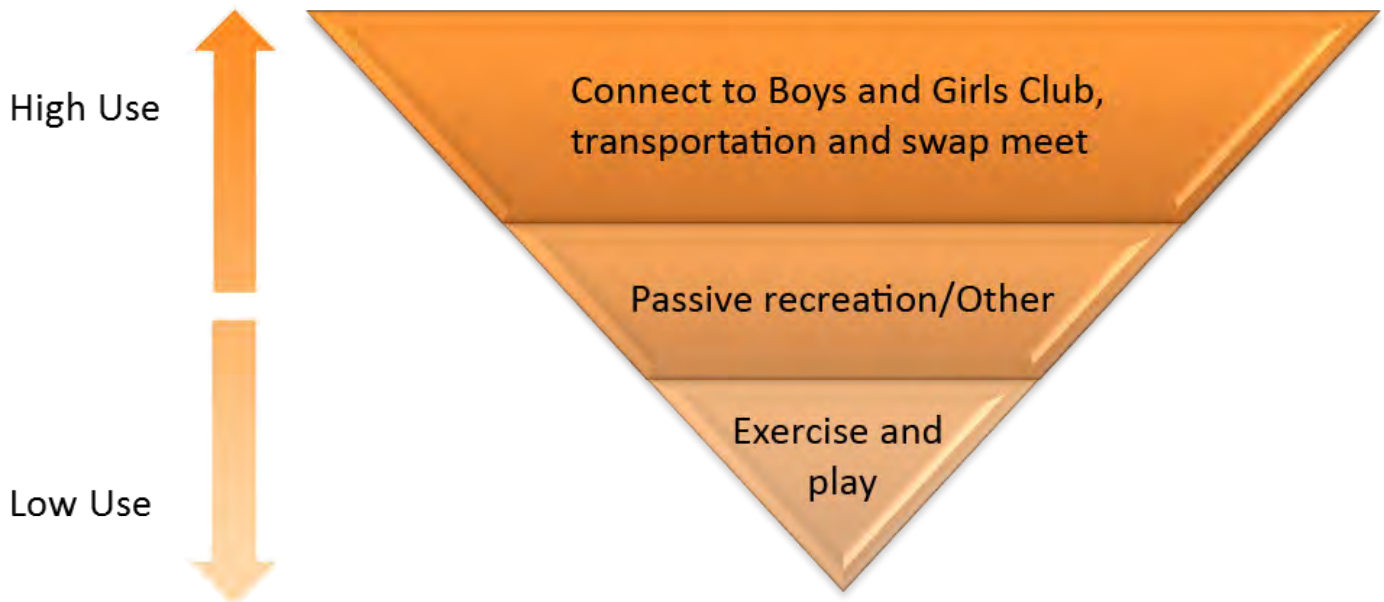 High Use
Connect to Boys and Girls Club,
transportation and swap meet
Passive recreation/Other
Exercise and
play
Low Use